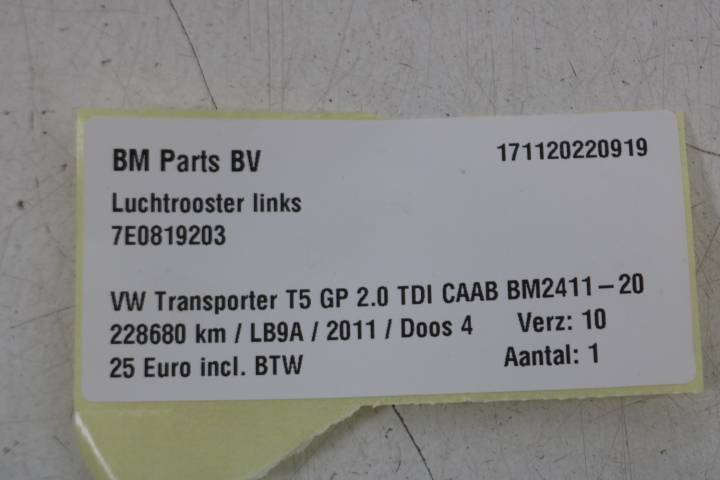 BM Parts BV 171120220919
Luchtrooster links
7E0819203
VW Transporter T5 GP 2.0 TDI CAAB BM2411-20
228680 km / LB9A / 2011 / Doos 4 Verz: 10
25 Euro incl. BTW Aantal: 1